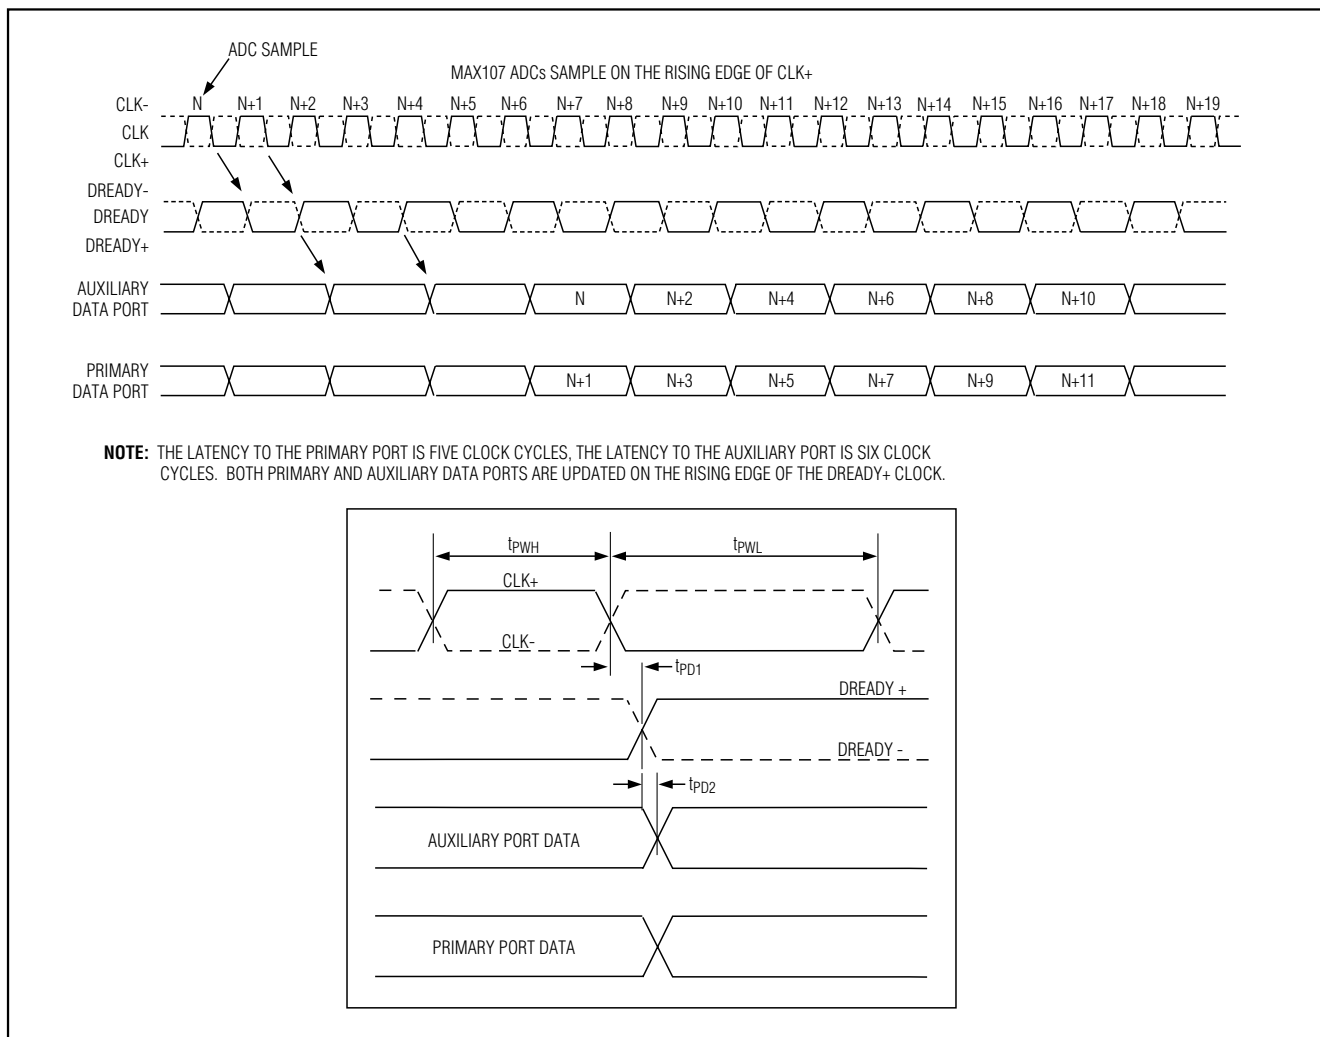 ADC SAMPLE
MAX107 ADCs SAMPLE ON THE RISING EDGE OF CLK+
CLK-
N N+1 N+2 N+3 N+4 N+5 N+6 N+7 N+8 N+9 N+10 N+11 N+12 N+13 N+14 N+15 N+16 N+17 N+18 N+19
CLK
CLK+
DREADY-
DREADY
DREADY+
AUXILIARY
DATA PORT
N N+2 N+4 N+6 N+8 N+10
PRIMARY
DATA PORT
N+1 N+3 N+5 N+7 N+9 N+11
NOTE: THE LATENCY TO THE PRIMARY PORT IS FIVE CLOCK CYCLES, THE LATENCY TO THE AUXILIARY PORT IS SIX CLOCK
CYCLES. BOTH PRIMARY AND AUXILIARY DATA PORTS ARE UPDATED ON THE RISING EDGE OF THE DREADY+ CLOCK.
tPWH tPWL
CLK+
CLK-
tPD1
DREADY +
DREADY -
tPD2
AUXILIARY PORT DATA
PRIMARY PORT DATA